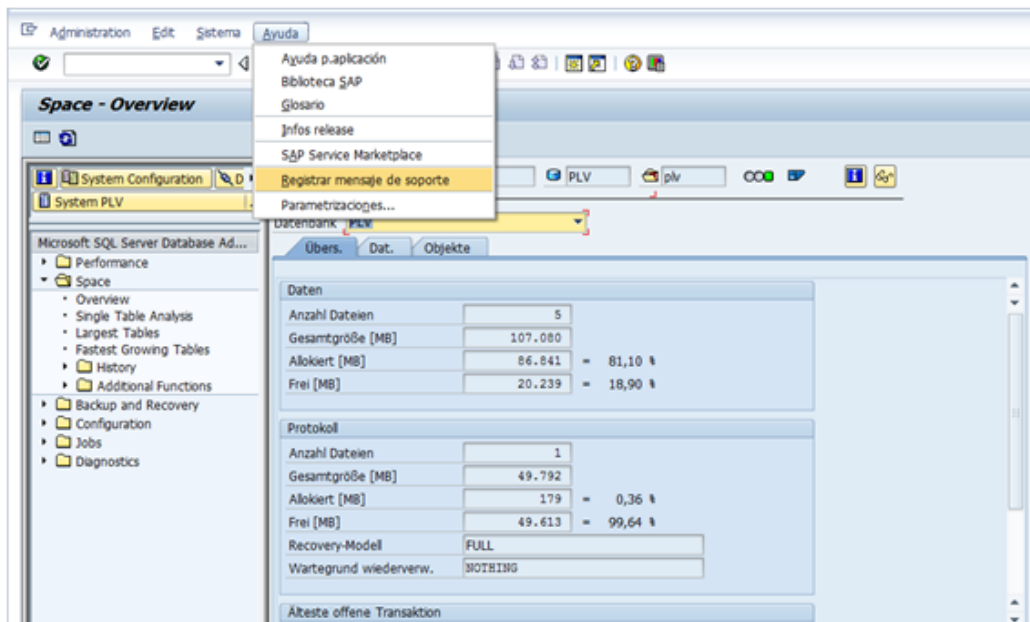 Administration Edit Sistema Ayuda
Ayuda p.aplicación
Biblioteca SAP
Glosario
Infos release
SAP Service Marketplace
Registrar mensaje de soporte
Parametrizaciones...
Space - Overview
System Configuration D
System PLV
PLV plv
Datenbank PLV
Übers. Dat. Objekte
Microsoft SQL Server Database Ad...
Performance
Space
Overview
Single Table Analysis
Largest Tables
Fastest Growing Tables
History
Additional Functions
Backup and Recovery
Configuration
Jobs
Diagnostics
Daten
Anzahl Dateien 5
Gesamtgröße [MB] 107.080
Allokiert [MB] 86.841 = 81,10 %
Frei [MB] 20.239 = 18,90 %
Protokoll
Anzahl Dateien 1
Gesamtgröße [MB] 49.792
Allokiert [MB] 179 = 0,36 %
Frei [MB] 49.613 = 99,64 %
Recovery-Modell FULL
Wartegrund wiederverw. NOTHING
Älteste offene Transaktion